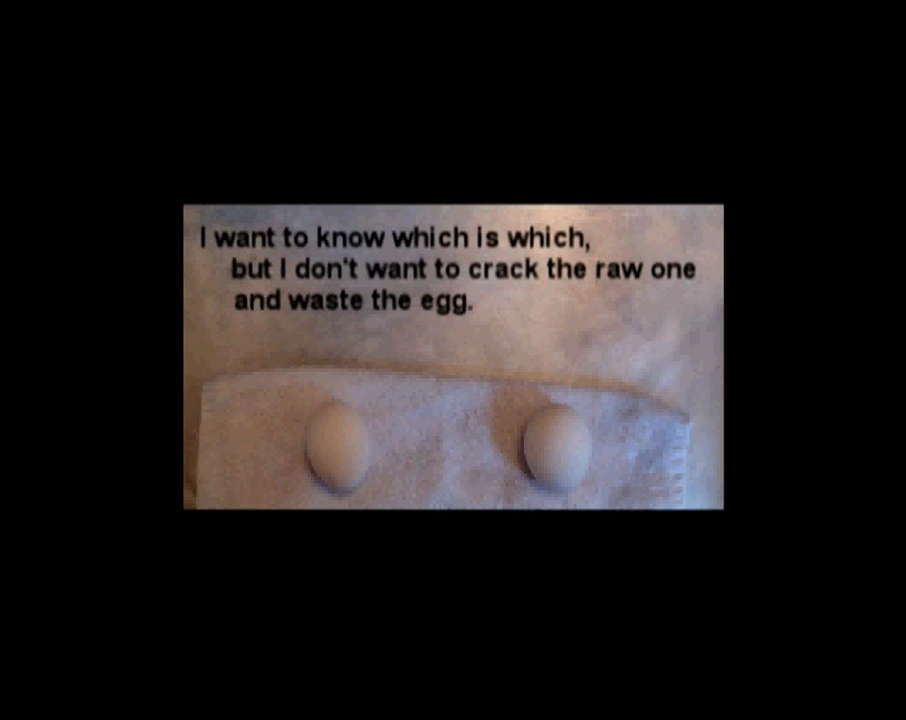 I want to know which is which,
but I don't want to crack the raw one
and waste the egg.